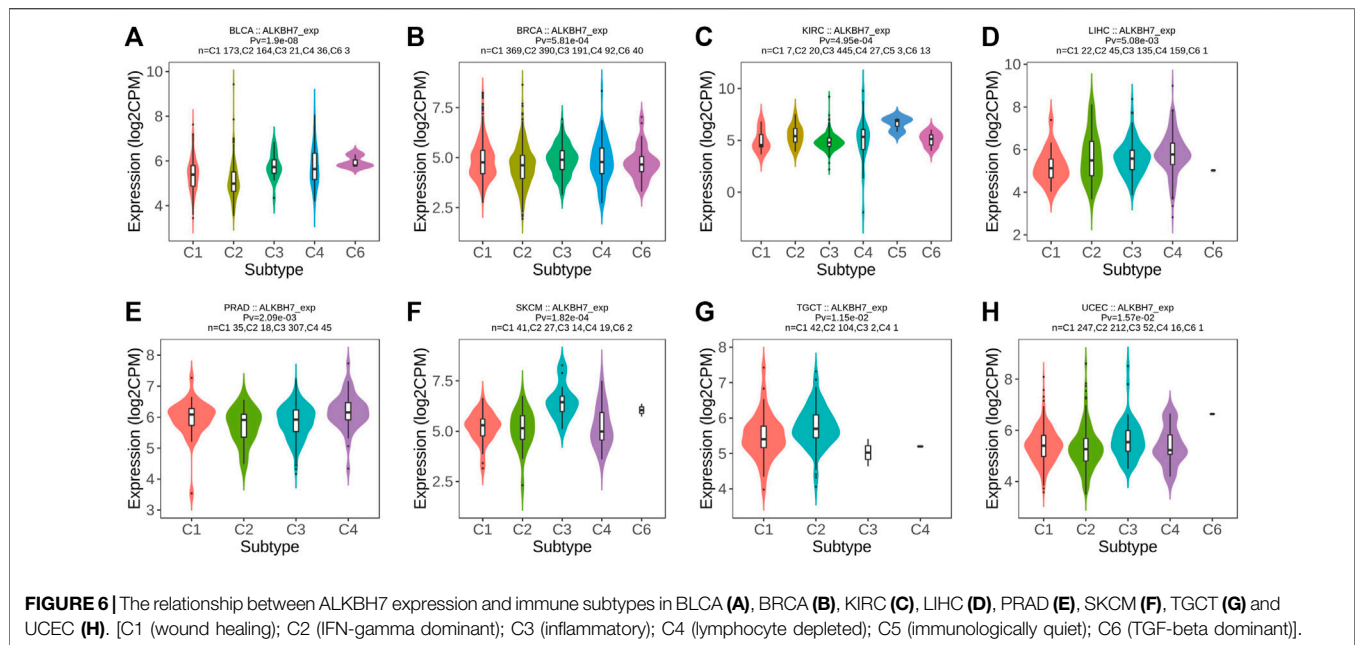 A
BLCA :: ALKBH7_exp
Pv=1.9e-08
n=C1 173,C2 164,C3 21,C4 36,C6 3
Expression (log2CPM)
10
8
6
4
C1 C2 C3 C4 C6
Subtype
B
BRCA :: ALKBH7_exp
Pv=5.81e-04
n=C1 369,C2 390,C3 191,C4 92,C6 40
Expression (log2CPM)
7.5
5.0
2.5
C1 C2 C3 C4 C6
Subtype
C
KIRC :: ALKBH7_exp
Pv=4.95e-04
n=C1 7,C2 20,C3 445,C4 27,C5 3,C6 13
Expression (log2CPM)
10
5
0
C1 C2 C3 C4 C5 C6
Subtype
D
LIHC :: ALKBH7_exp
Pv=5.08e-03
n=C1 22,C2 45,C3 135,C4 159,C6 1
Expression (log2CPM)
10
8
6
4
2
C1 C2 C3 C4 C6
Subtype
E
PRAD :: ALKBH7_exp
Pv=2.09e-03
n=C1 35,C2 18,C3 307,C4 45
Expression (log2CPM)
8
7
6
5
4
3
C1 C2 C3 C4
Subtype
F
SKCM :: ALKBH7_exp
Pv=1.82e-04
n=C1 41,C2 27,C3 14,C4 19,C6 2
Expression (log2CPM)
7.5
5.0
2.5
C1 C2 C3 C4 C6
Subtype
G
TGCT :: ALKBH7_exp
Pv=1.15e-02
n=C1 42,C2 104,C3 2,C4 1
Expression (log2CPM)
8
7
6
5
4
C1 C2 C3 C4
Subtype
H
UCEC :: ALKBH7_exp
Pv=1.57e-02
n=C1 247,C2 212,C3 52,C4 16,C6 1
Expression (log2CPM)
8
6
4
C1 C2 C3 C4 C6
Subtype
FIGURE 6 | The relationship between ALKBH7 expression and immune subtypes in BLCA (A), BRCA (B), KIRC (C), LIHC (D), PRAD (E), SKCM (F), TGCT (G) and
UCEC (H). [C1 (wound healing); C2 (IFN-gamma dominant); C3 (inflammatory); C4 (lymphocyte depleted); C5 (immunologically quiet); C6 (TGF-beta dominant)].